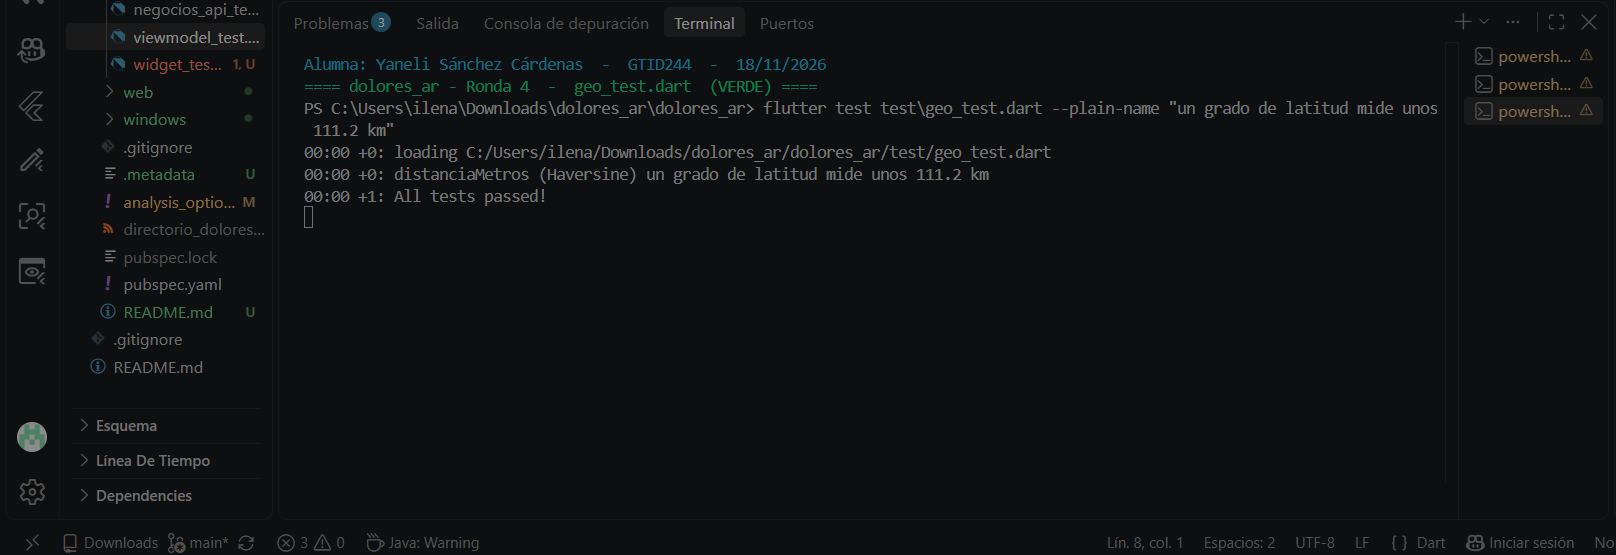 negocios_api_te...
viewmodel_test....
widget_tes... 1, U
web
windows
.gitignore
.metadata U
analysis_optio... M
directorio_dolores...
pubspec.lock
pubspec.yaml
README.md U
.gitignore
README.md
Esquema
Línea De Tiempo
Dependencies
Problemas 3 Salida Consola de depuración Terminal Puertos
Alumna: Yaneli Sánchez Cárdenas - GTID244 - 18/11/2026
==== dolores_ar - Ronda 4 - geo_test.dart (VERDE) ====
PS C:\Users\ilena\Downloads\dolores_ar\dolores_ar> flutter test test\geo_test.dart --plain-name "un grado de latitud mide unos
111.2 km"
00:00 +0: loading C:/Users/ilena/Downloads/dolores_ar/dolores_ar/test/geo_test.dart
00:00 +0: distanciaMetros (Haversine) un grado de latitud mide unos 111.2 km
00:00 +1: All tests passed!
powersh...
powersh...
powersh...
Downloads main* 3 0 Java: Warning Lín. 8, col. 1 Espacios: 2 UTF-8 LF { } Dart Iniciar sesión No